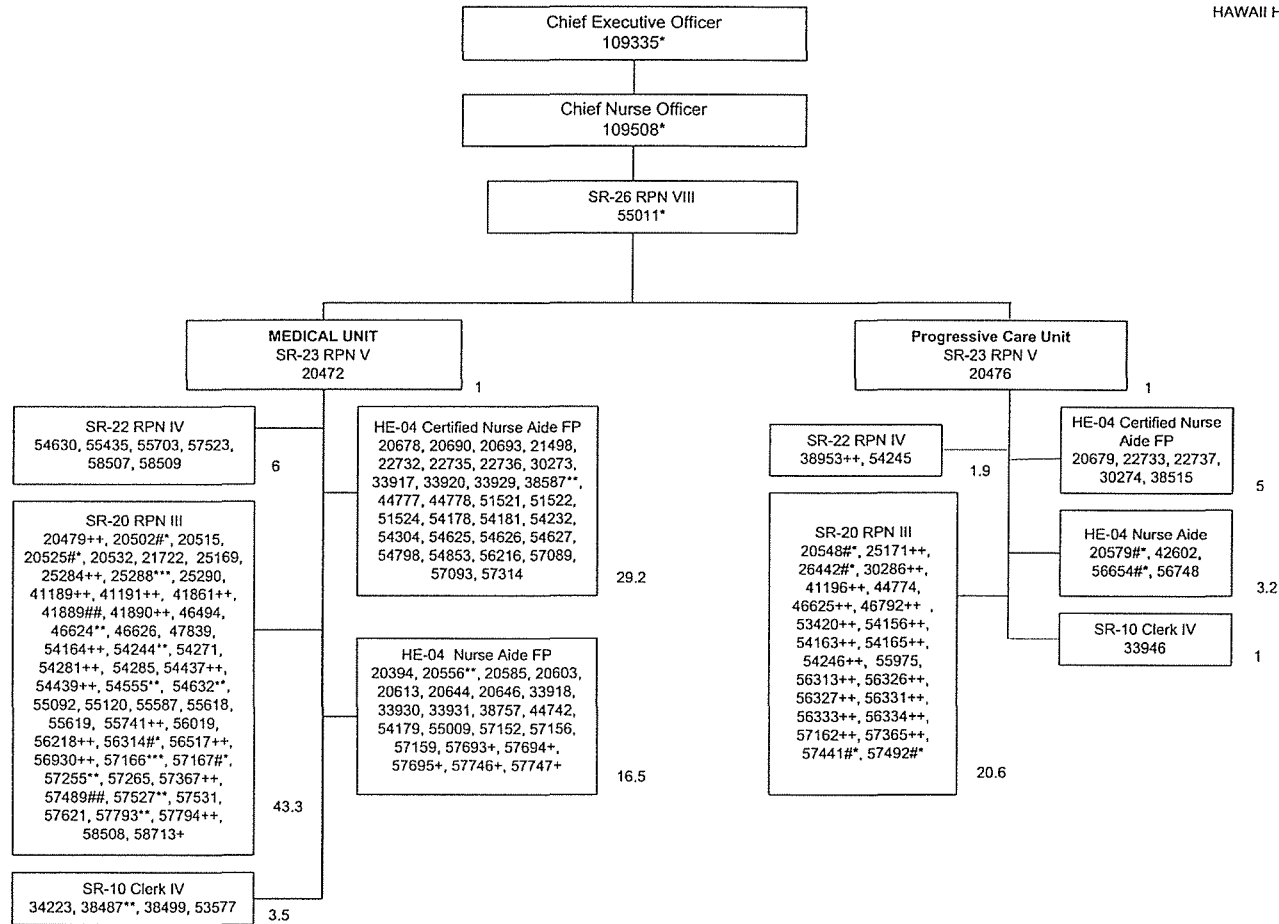 HAWAII H
Chief Executive Officer
109335*
Chief Nurse Officer
109508*
SR-26 RPN VIII
55011*
MEDICAL UNIT
SR-23 RPN V
20472
1
SR-22 RPN IV
54630, 55435, 55703, 57523,
58507, 58509
6
SR-20 RPN III
20479++, 20502#*, 20515,
20525#*, 20532, 21722, 25169,
25284++, 25288***, 25290,
41189++, 41191++, 41861++,
41889##, 41890++, 46494,
46624**, 46626, 47839,
54164++, 54244**, 54271,
54281++, 54285, 54437++,
54439++, 54555**, 54632**,
55092, 55120, 55587, 55618,
55619, 55741++, 56019,
56218++, 56314#*, 56517++,
56930++, 57166***, 57167#*,
57255**, 57265, 57367++,
57489##, 57527**, 57531,
57621, 57793**, 57794++,
58508, 58713+
43.3
SR-10 Clerk IV
34223, 38487**, 38499, 53577
3.5
HE-04 Certified Nurse Aide FP
20678, 20690, 20693, 21498,
22732, 22735, 22736, 30273,
33917, 33920, 33929, 38587**,
44777, 44778, 51521, 51522,
51524, 54178, 54181, 54232,
54304, 54625, 54626, 54627,
54798, 54853, 56216, 57089,
57093, 57314
29.2
HE-04 Nurse Aide FP
20394, 20556**, 20585, 20603,
20613, 20644, 20646, 33918,
33930, 33931, 38757, 44742,
54179, 55009, 57152, 57156,
57159, 57693+, 57694+,
57695+, 57746+, 57747+
16.5
Progressive Care Unit
SR-23 RPN V
20476
1
SR-22 RPN IV
38953++, 54245
1.9
SR-20 RPN III
20548#*, 25171++,
26442#*, 30286++,
41196++, 44774,
46625++, 46792++ ,
53420++, 54156++,
54163++, 54165++,
54246++, 55975,
56313++, 56326++,
56327++, 56331++,
56333++, 56334++,
57162++, 57365++,
57441#*, 57492#*
20.6
HE-04 Certified Nurse
Aide FP
20679, 22733, 22737,
30274, 38515
5
HE-04 Nurse Aide
20579#*, 42602,
56654#*, 56748
3.2
SR-10 Clerk IV
33946
1